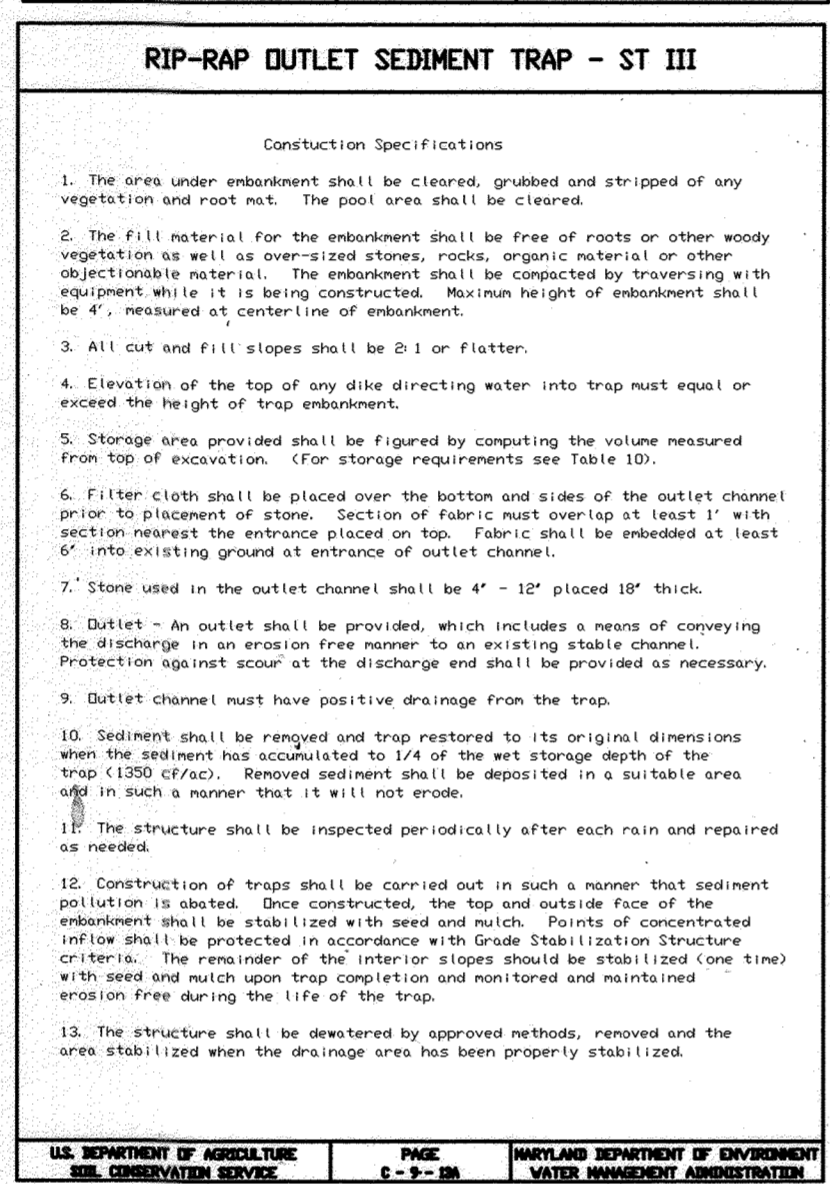 RIP-RAP OUTLET SEDIMENT TRAP - ST III
Constuction Specifications
1. The area under embankment shall be cleared, grubbed and stripped of any
vegetation and root mat. The pool area shall be cleared.
2. The fill material for the embankment shall be free of roots or other woody
vegetation as well as over-sized stones, rocks, organic material or other
objectionable material. The embankment shall be compacted by traversing with
equipment while it is being constructed. Maximum height of embankment shall
be 4', measured at centerline of embankment.
3. All cut and fill slopes shall be 2:1 or flatter.
4. Elevation of the top of any dike directing water into trap must equal or
exceed the height of trap embankment.
5. Storage area provided shall be figured by computing the volume measured
from top of excavation. (For storage requirements see Table 10).
6. Filter cloth shall be placed over the bottom and sides of the outlet channel
prior to placement of stone. Section of fabric must overlap at least 1' with
section nearest the entrance placed on top. Fabric shall be embedded at least
6" into existing ground at entrance of outlet channel.
7. Stone used in the outlet channel shall be 4" - 12" placed 18" thick.
8. Outlet - An outlet shall be provided, which includes a means of conveying
the discharge in an erosion free manner to an existing stable channel.
Protection against scour at the discharge end shall be provided as necessary.
9. Outlet channel must have positive drainage from the trap.
10. Sediment shall be removed and trap restored to its original dimensions
when the sediment has accumulated to 1/4 of the wet storage depth of the
trap (1350 cf/ac). Removed sediment shall be deposited in a suitable area
and in such a manner that it will not erode.
11. The structure shall be inspected periodically after each rain and repaired
as needed.
12. Construction of traps shall be carried out in such a manner that sediment
pollution is abated. Once constructed, the top and outside face of the
embankment shall be stabilized with seed and mulch. Points of concentrated
inflow shall be protected in accordance with Grade Stabilization Structure
criteria. The remainder of the interior slopes should be stabilized (one time)
with seed and mulch upon trap completion and monitored and maintained
erosion free during the life of the trap.
13. The structure shall be dewatered by approved methods, removed and the
area stabilized when the drainage area has been properly stabilized.
U.S. DEPARTMENT OF AGRICULTURE
SOIL CONSERVATION SERVICE
PAGE
C - 9 - 13A
MARYLAND DEPARTMENT OF ENVIRONMENT
WATER MANAGEMENT ADMINISTRATION